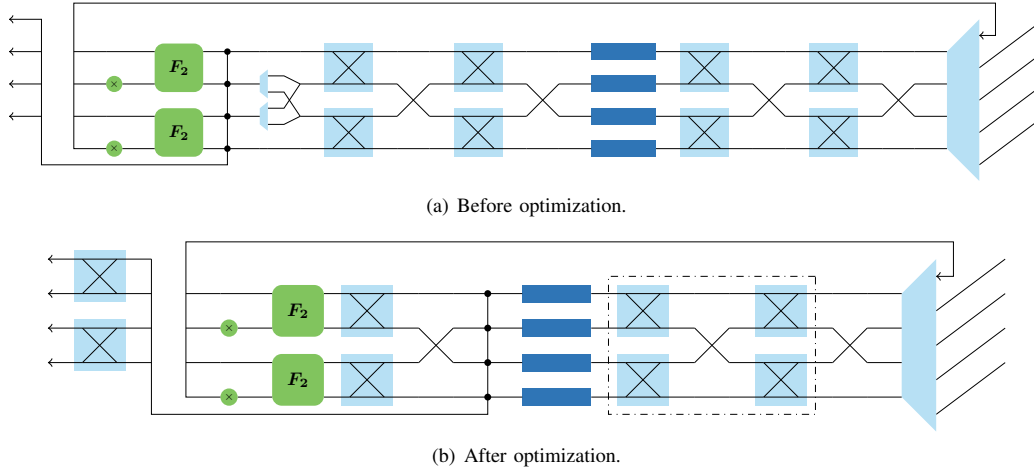 F₂
×
F₂
×
(a) Before optimization.
F₂
×
F₂
×
(b) After optimization.